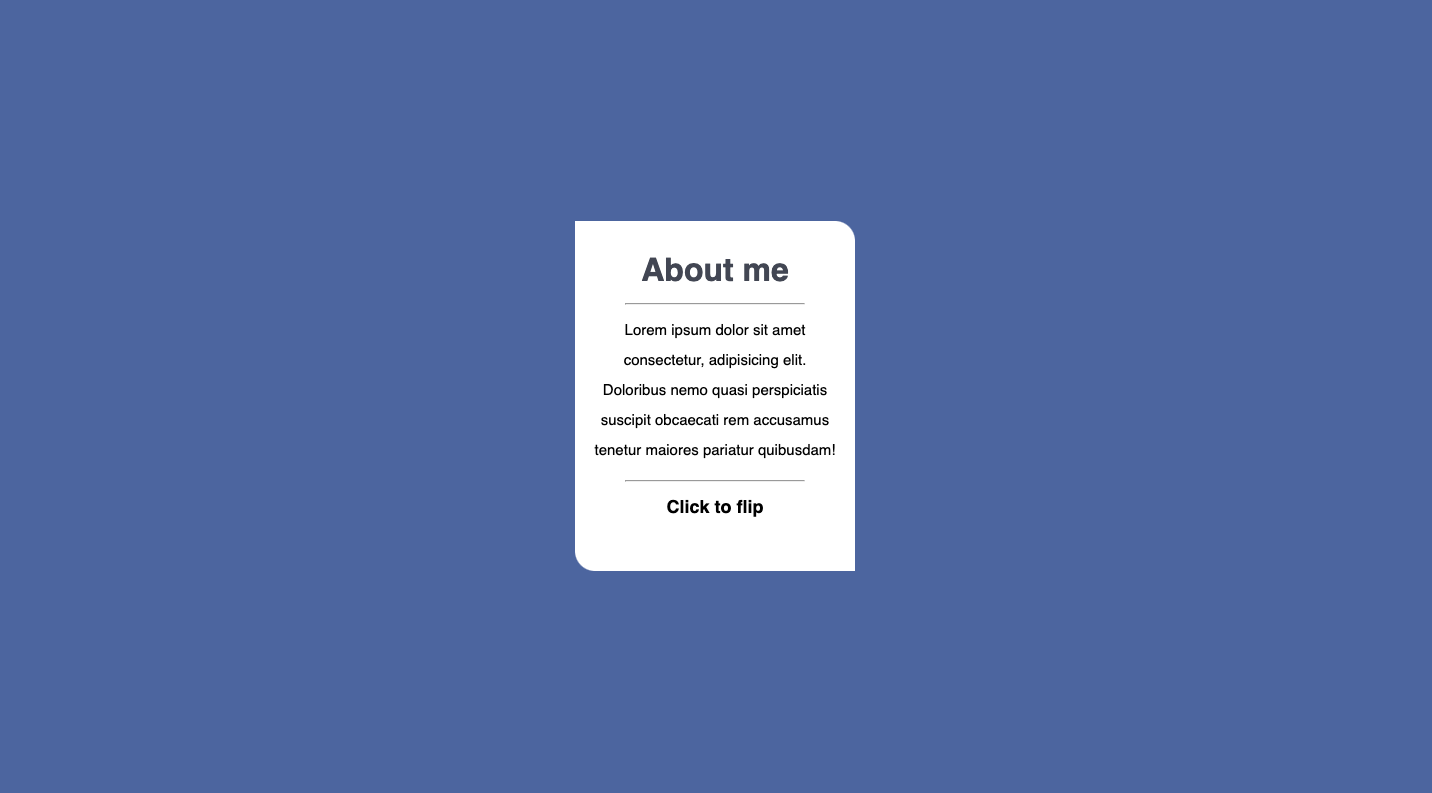 About me
Lorem ipsum dolor sit amet
consectetur, adipisicing elit.
Doloribus nemo quasi perspiciatis
suscipit obcaecati rem accusamus
tenetur maiores pariatur quibusdam!
Click to flip